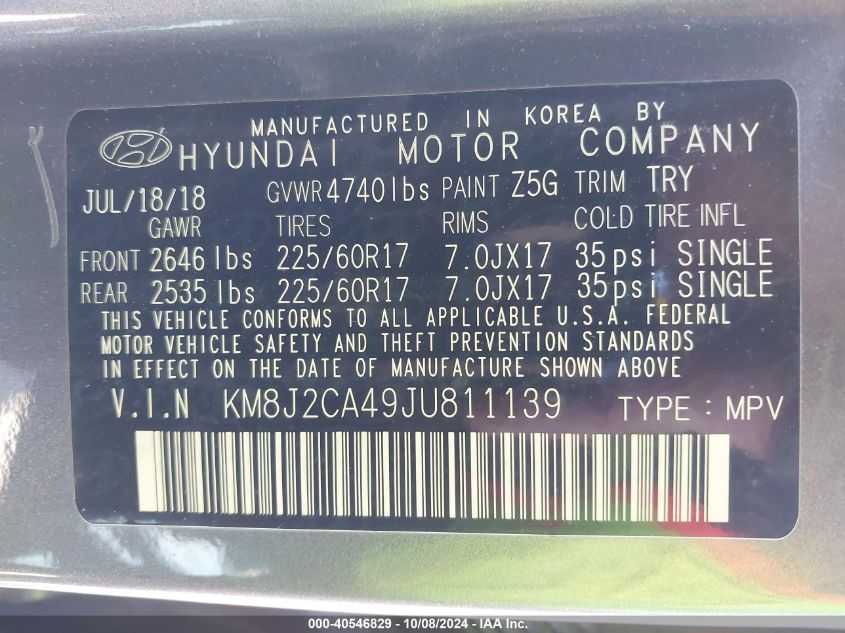 MANUFACTURED IN KOREA BY
HYUNDAI MOTOR COMPANY
JUL/18/18 GVWR 4740lbs PAINT Z5G TRIM TRY
GAWR TIRES RIMS COLD TIRE INFL
FRONT 2646 lbs 225/60R17 7.0JX17 35psi SINGLE
REAR 2535 lbs 225/60R17 7.0JX17 35psi SINGLE
THIS VEHICLE CONFORMS TO ALL APPLICABLE U.S.A. FEDERAL
MOTOR VEHICLE SAFETY AND THEFT PREVENTION STANDARDS
IN EFFECT ON THE DATE OF MANUFACTURE SHOWN ABOVE
V.I.N KM8J2CA49JU811139 TYPE : MPV
000-40546829 - 10/08/2024 - IAA Inc.